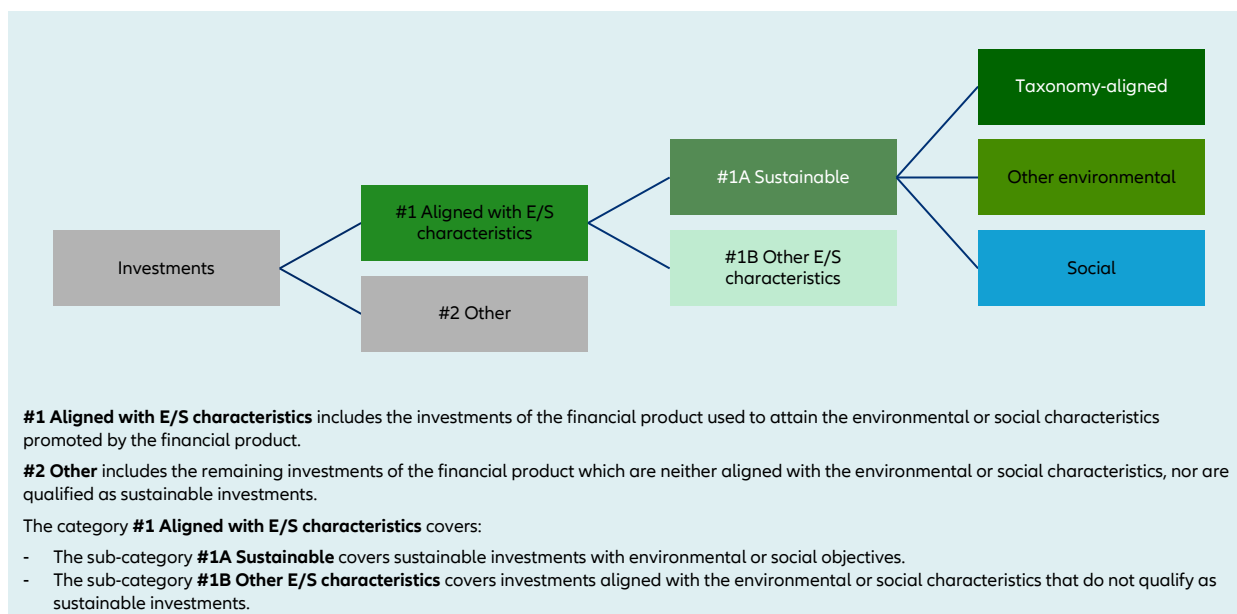 Taxonomy-aligned
#1A Sustainable
Other environmental
#1 Aligned with E/S
characteristics
#1B Other E/S
characteristics
Investments
Social
#2 Other
#1 Aligned with E/S characteristics includes the investments of the financial product used to attain the environmental or social characteristics
promoted by the financial product.
#2 Other includes the remaining investments of the financial product which are neither aligned with the environmental or social characteristics, nor are
qualified as sustainable investments.
The category #1 Aligned with E/S characteristics covers:
- The sub-category #1A Sustainable covers sustainable investments with environmental or social objectives.
- The sub-category #1B Other E/S characteristics covers investments aligned with the environmental or social characteristics that do not qualify as
sustainable investments.